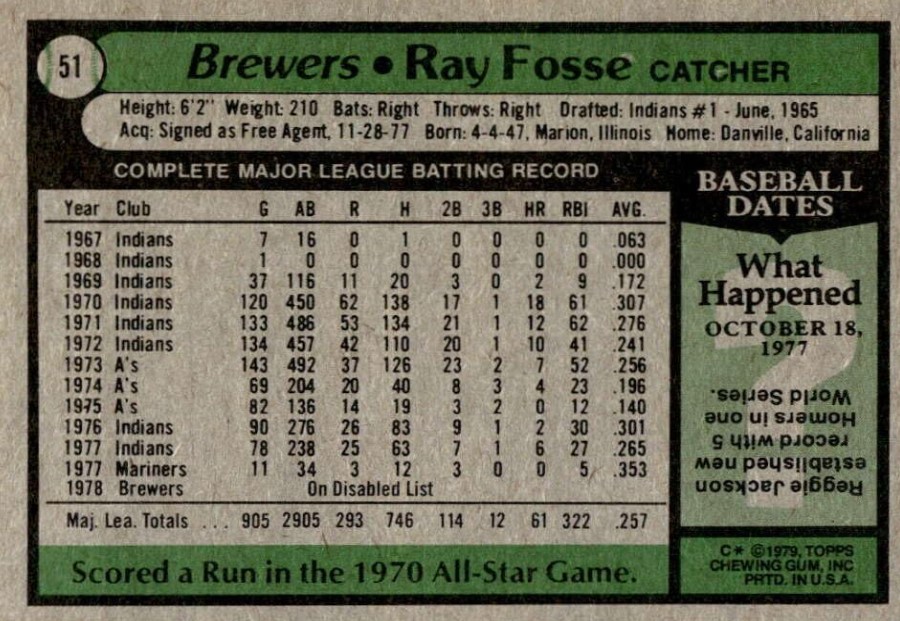 51
Brewers • Ray Fosse CATCHER
Height: 6'2" Weight: 210 Bats: Right Throws: Right Drafted: Indians #1 - June, 1965
Acq: Signed as Free Agent, 11-28-77 Born: 4-4-47, Marion, Illinois Home: Danville, California
COMPLETE MAJOR LEAGUE BATTING RECORD
Year Club G AB R H 2B 3B HR RBI AVG.
1967 Indians 7 16 0 1 0 0 0 0 .063
1968 Indians 1 0 0 0 0 0 0 0 .000
1969 Indians 37 116 11 20 3 0 2 9 .172
1970 Indians 120 450 62 138 17 1 18 61 .307
1971 Indians 133 486 53 134 21 1 12 62 .276
1972 Indians 134 457 42 110 20 1 10 41 .241
1973 A's 143 492 37 126 23 2 7 52 .256
1974 A's 69 204 20 40 8 3 4 23 .196
1975 A's 82 136 14 19 3 2 0 12 .140
1976 Indians 90 276 26 83 9 1 2 30 .301
1977 Indians 78 238 25 63 7 1 6 27 .265
1977 Mariners 11 34 3 12 3 0 0 5 .353
1978 Brewers On Disabled List
Maj. Lea. Totals ... 905 2905 293 746 114 12 61 322 .257
Scored a Run in the 1970 All-Star Game.
BASEBALL
DATES
What
Happened
OCTOBER 18,
1977
Reggie Jackson
established new
record with 5
Homers in one
World Series.
C* ©1979, TOPPS
CHEWING GUM, INC
PRTD. IN U.S.A.